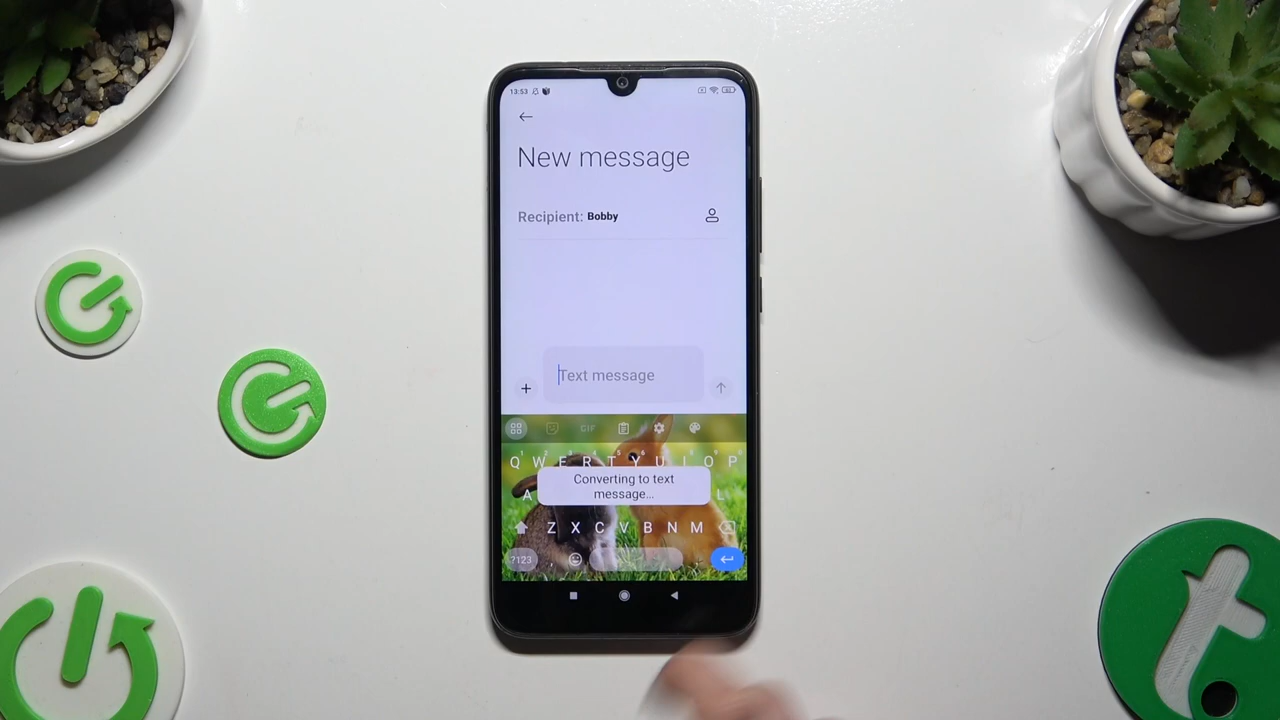 13:53
New message
Recipient: Bobby
Text message
GIF
Q W E R T Y U I O P
A L
Converting to text
message...
Z X C V B N M
?123